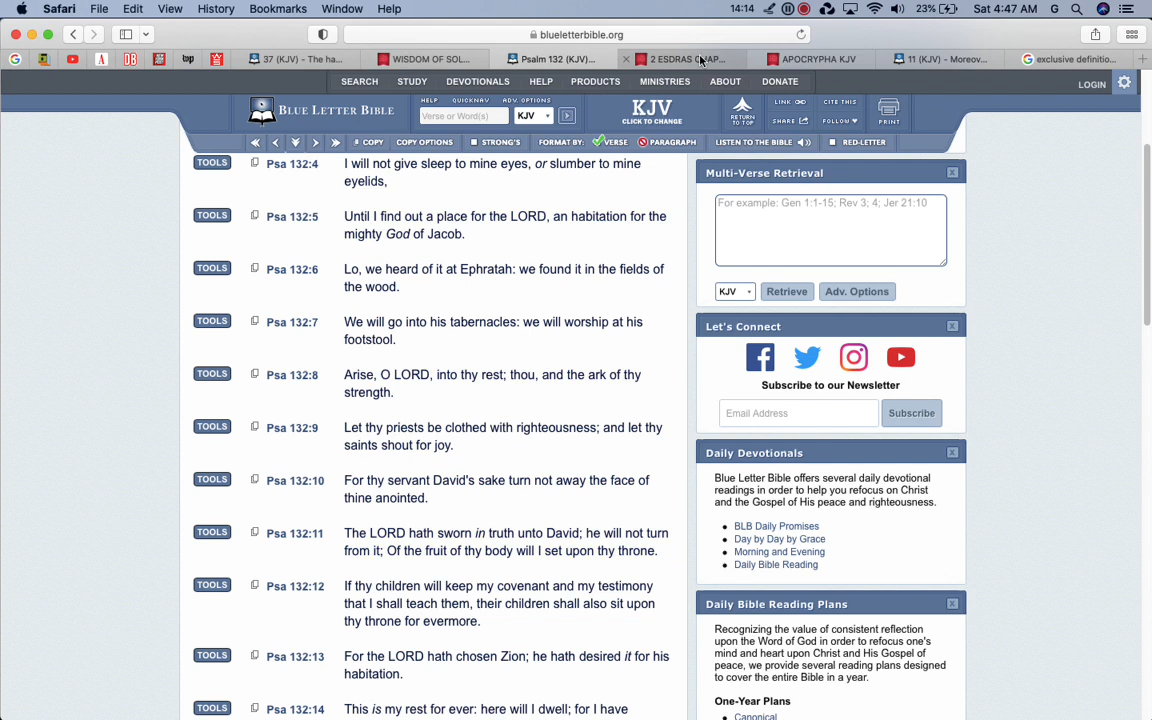 Safari File Edit View History Bookmarks Window Help 14:14 23% Sat 4:47 AM G
blueletterbible.org
37 (KJV) - The ha... WISDOM OF SOL... Psalm 132 (KJV)... 2 ESDRAS CHAP... APOCRYPHA KJV 11 (KJV) - Moreov... exclusive definitio...
SEARCH STUDY DEVOTIONALS HELP PRODUCTS MINISTRIES ABOUT DONATE LOGIN
BLUE LETTER BIBLE
HELP QUICKNAV ADV. OPTIONS
Verse or Word(s) KJV
KJV
CLICK TO CHANGE
RETURN
TO TOP
LINK CITE THIS
SHARE FOLLOW
PRINT
COPY COPY OPTIONS STRONG'S FORMAT BY: VERSE PARAGRAPH LISTEN TO THE BIBLE RED-LETTER
TOOLS Psa 132:4 I will not give sleep to mine eyes, or slumber to mine
eyelids,
TOOLS Psa 132:5 Until I find out a place for the LORD, an habitation for the
mighty God of Jacob.
TOOLS Psa 132:6 Lo, we heard of it at Ephratah: we found it in the fields of
the wood.
TOOLS Psa 132:7 We will go into his tabernacles: we will worship at his
footstool.
TOOLS Psa 132:8 Arise, O LORD, into thy rest; thou, and the ark of thy
strength.
TOOLS Psa 132:9 Let thy priests be clothed with righteousness; and let thy
saints shout for joy.
TOOLS Psa 132:10 For thy servant David's sake turn not away the face of
thine anointed.
TOOLS Psa 132:11 The LORD hath sworn in truth unto David; he will not turn
from it; Of the fruit of thy body will I set upon thy throne.
TOOLS Psa 132:12 If thy children will keep my covenant and my testimony
that I shall teach them, their children shall also sit upon
thy throne for evermore.
TOOLS Psa 132:13 For the LORD hath chosen Zion; he hath desired it for his
habitation.
TOOLS Psa 132:14 This is my rest for ever: here will I dwell; for I have
Multi-Verse Retrieval
For example: Gen 1:1-15; Rev 3; 4; Jer 21:10
KJV Retrieve Adv. Options
Let's Connect
Subscribe to our Newsletter
Email Address Subscribe
Daily Devotionals
Blue Letter Bible offers several daily devotional
readings in order to help you refocus on Christ
and the Gospel of His peace and righteousness.
BLB Daily Promises
Day by Day by Grace
Morning and Evening
Daily Bible Reading
Daily Bible Reading Plans
Recognizing the value of consistent reflection
upon the Word of God in order to refocus one's
mind and heart upon Christ and His Gospel of
peace, we provide several reading plans designed
to cover the entire Bible in a year.
One-Year Plans
Canonical